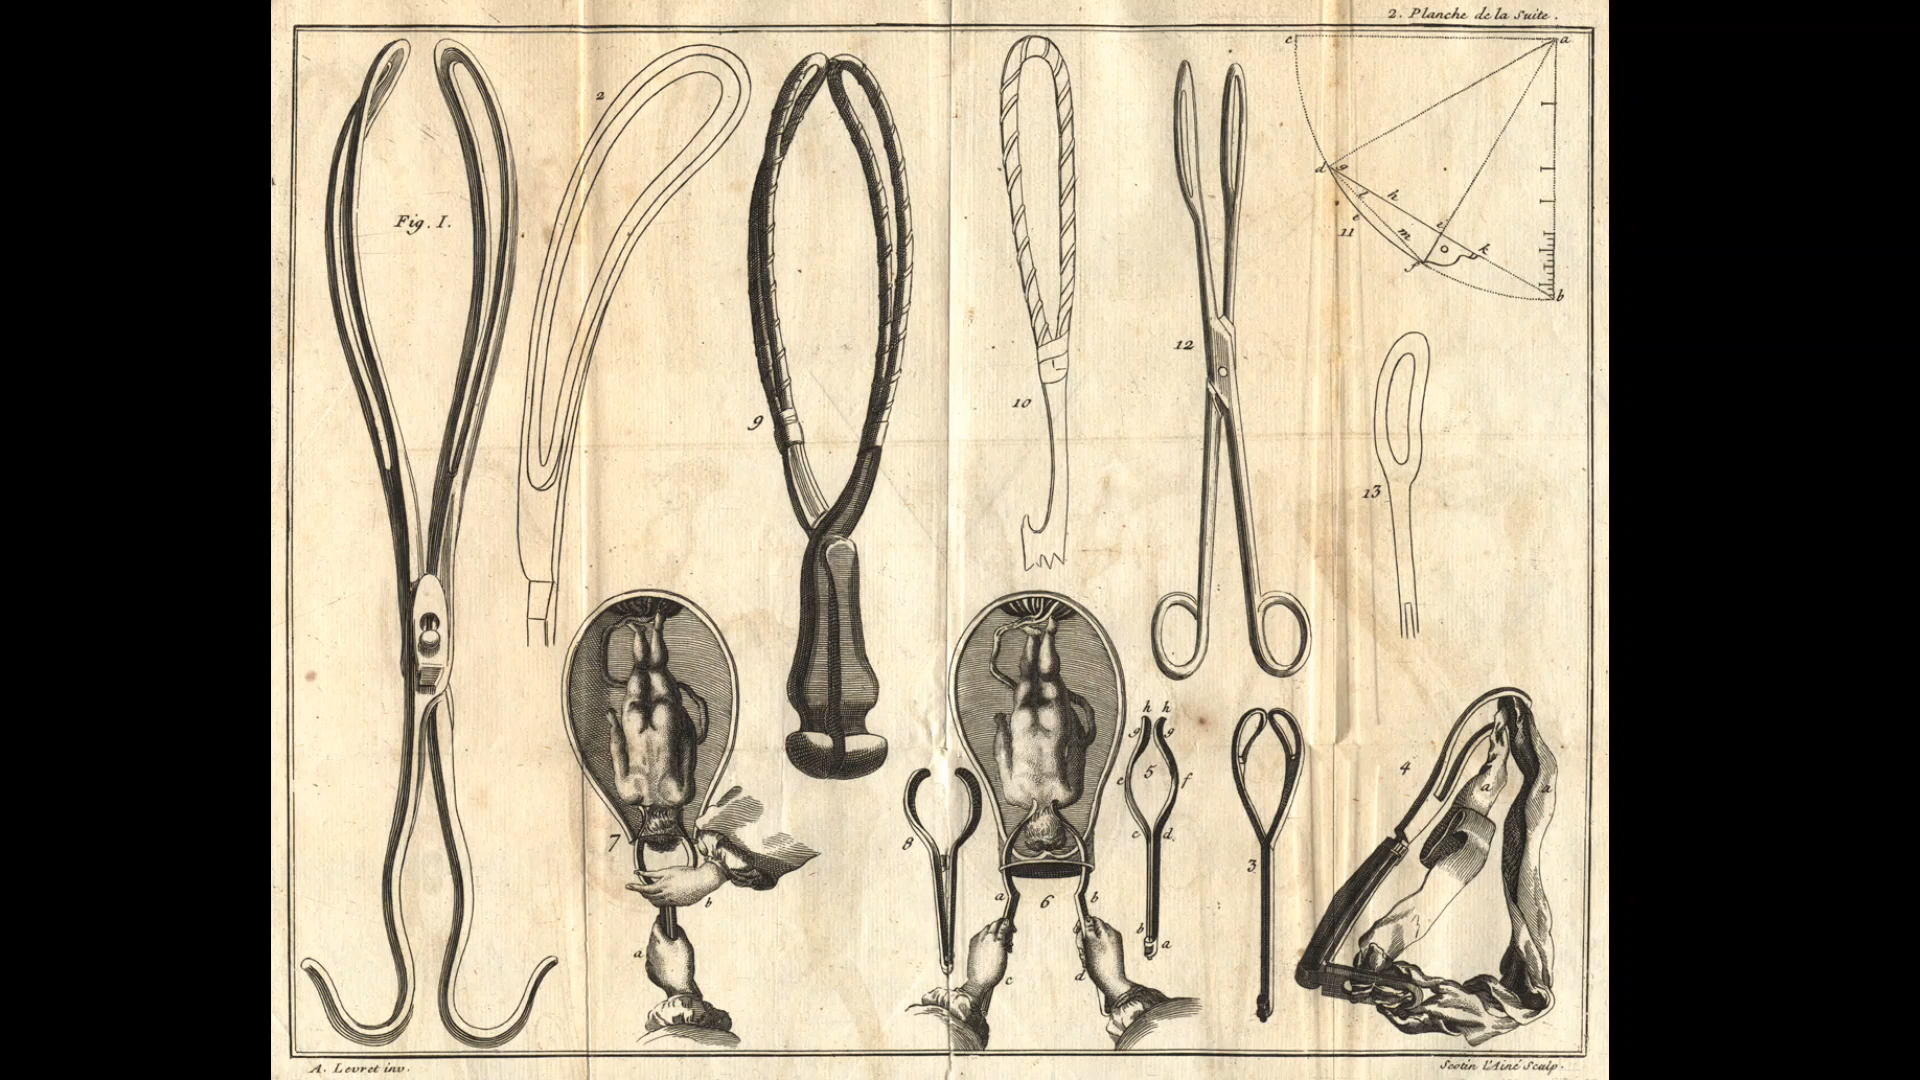 2. Planche de la Suite.
Fig. I.
2
9
10
12
c
a
d
g
h
l
e
11
m
i
k
f
b
13
7
b
a
8
a
b
6
c
d
h h
g g
5
e f
c d
b a
3
4
a a
A. Levret inv.
Scotin l'Ainé Sculp.